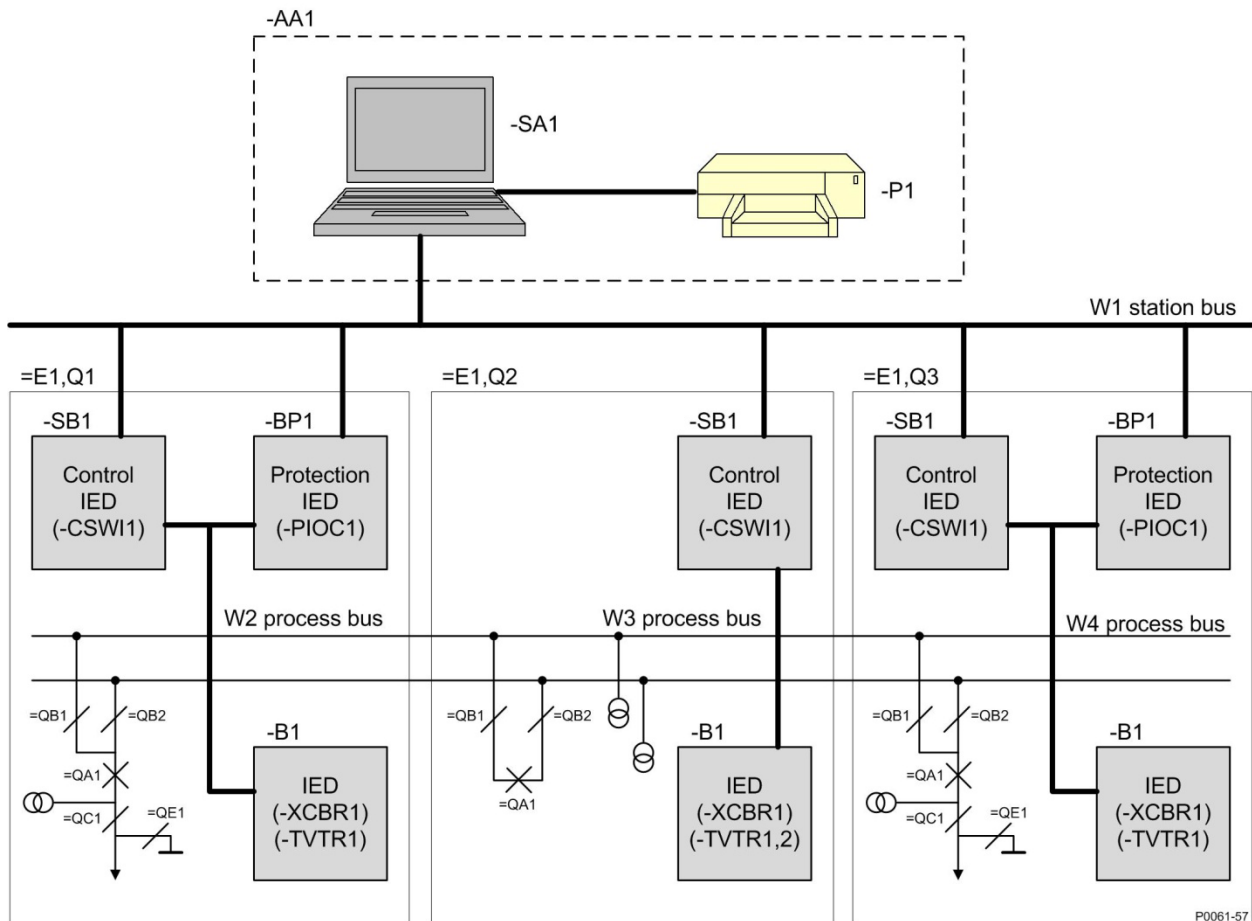 -AA1
-SA1
-P1
W1 station bus
=E1,Q1
=E1,Q2
=E1,Q3
-SB1
-BP1
-SB1
-SB1
-BP1
Control
IED
(-CSWI1)
Protection
IED
(-PIOC1)
Control
IED
(-CSWI1)
Control
IED
(-CSWI1)
Protection
IED
(-PIOC1)
W2 process bus
W3 process bus
W4 process bus
=QB1
=QB2
=QA1
=QC1
=QE1
-B1
IED
(-XCBR1)
(-TVTR1)
=QB1
=QB2
=QA1
-B1
IED
(-XCBR1)
(-TVTR1,2)
=QB1
=QB2
=QA1
=QC1
=QE1
-B1
IED
(-XCBR1)
(-TVTR1)
P0061-57